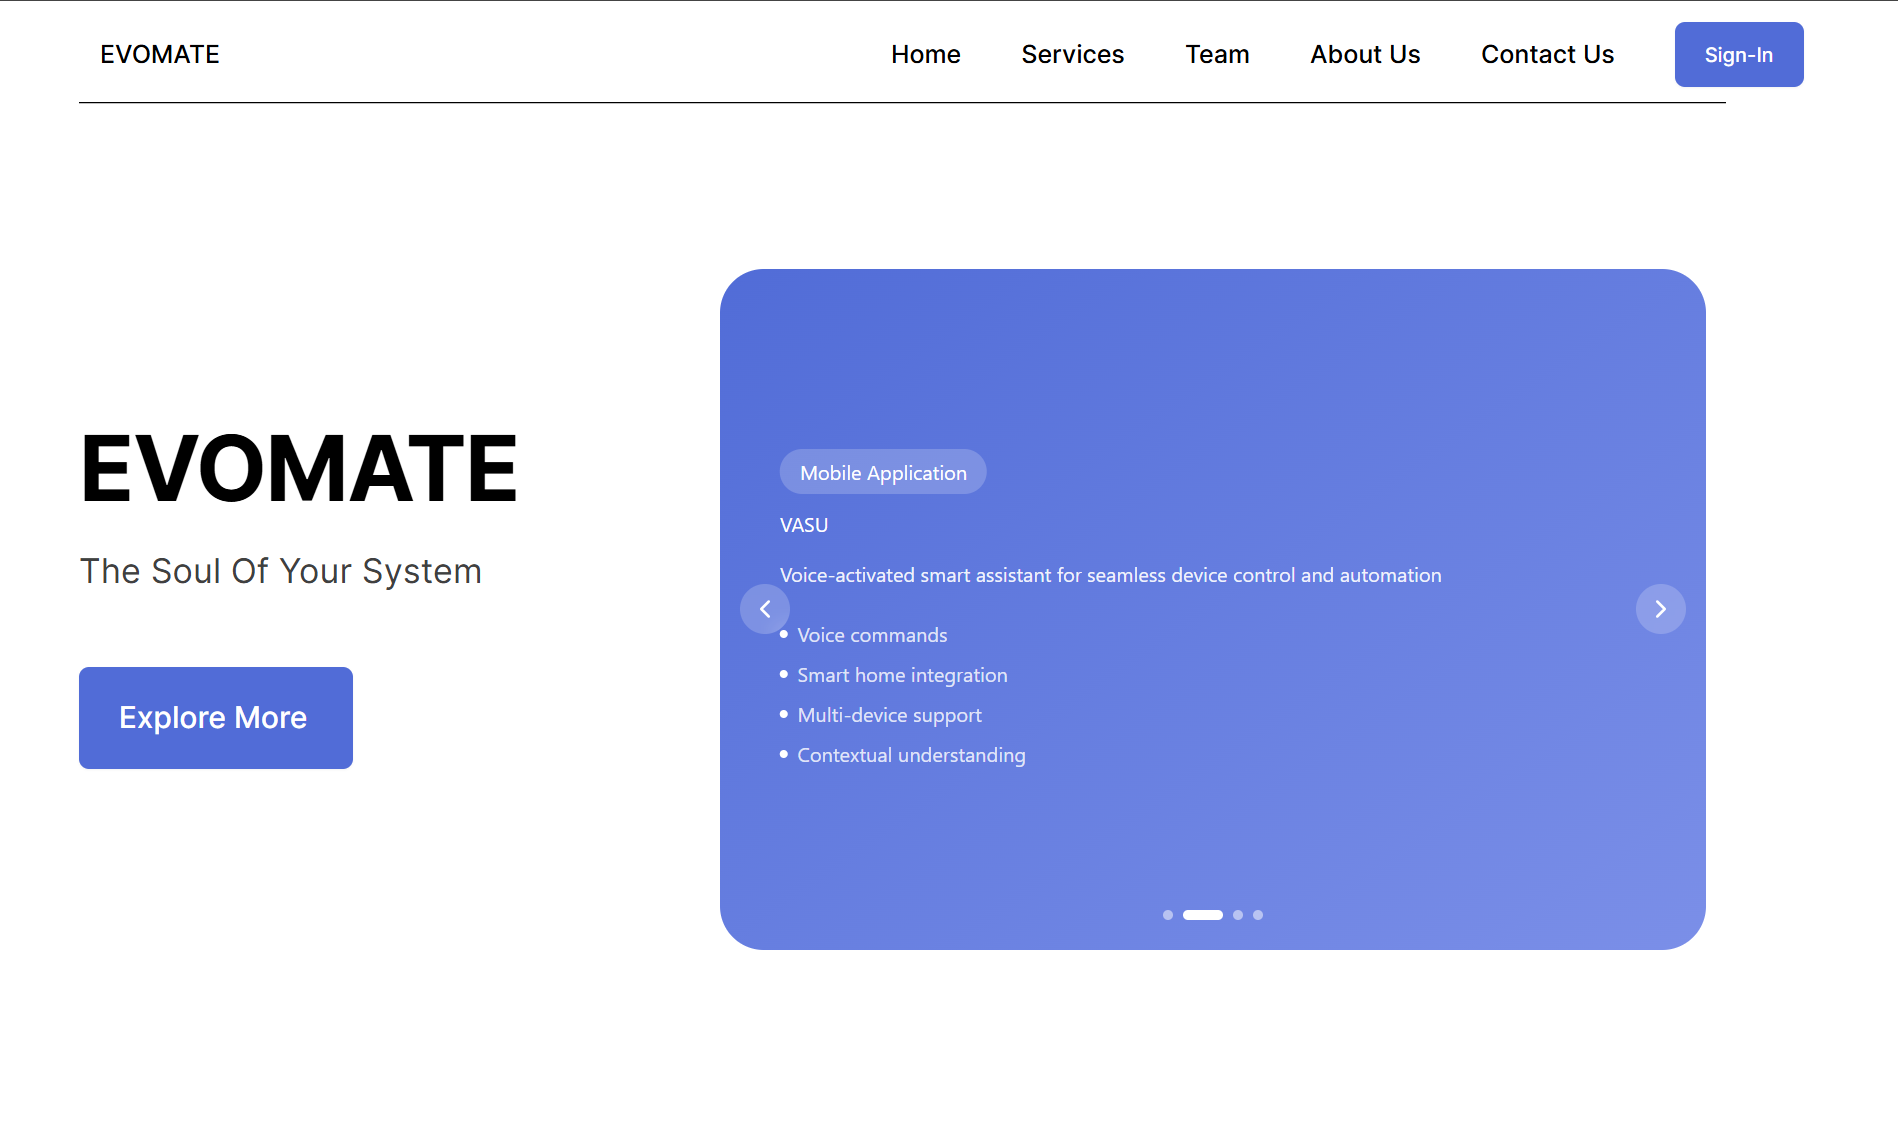 EVOMATE
Home
Services
Team
About Us
Contact Us
Sign-In
EVOMATE
The Soul Of Your System
Explore More
Mobile Application
VASU
Voice-activated smart assistant for seamless device control and automation
Voice commands
Smart home integration
Multi-device support
Contextual understanding